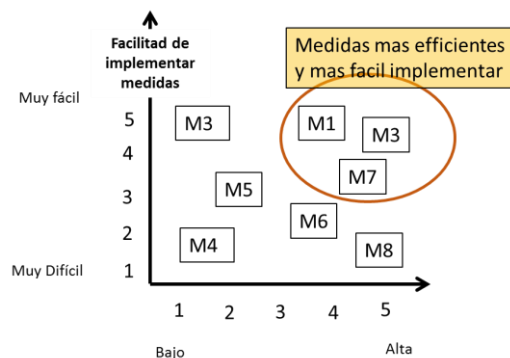 Facilitad de
implementar
medidas
Medidas mas efficientes
y mas facil implementar
Muy fácil
5
M3
M1
M3
4
M7
3
M5
M6
2
M4
M8
Muy Difícil
1
1
2
3
4
5
Bajo
Alta